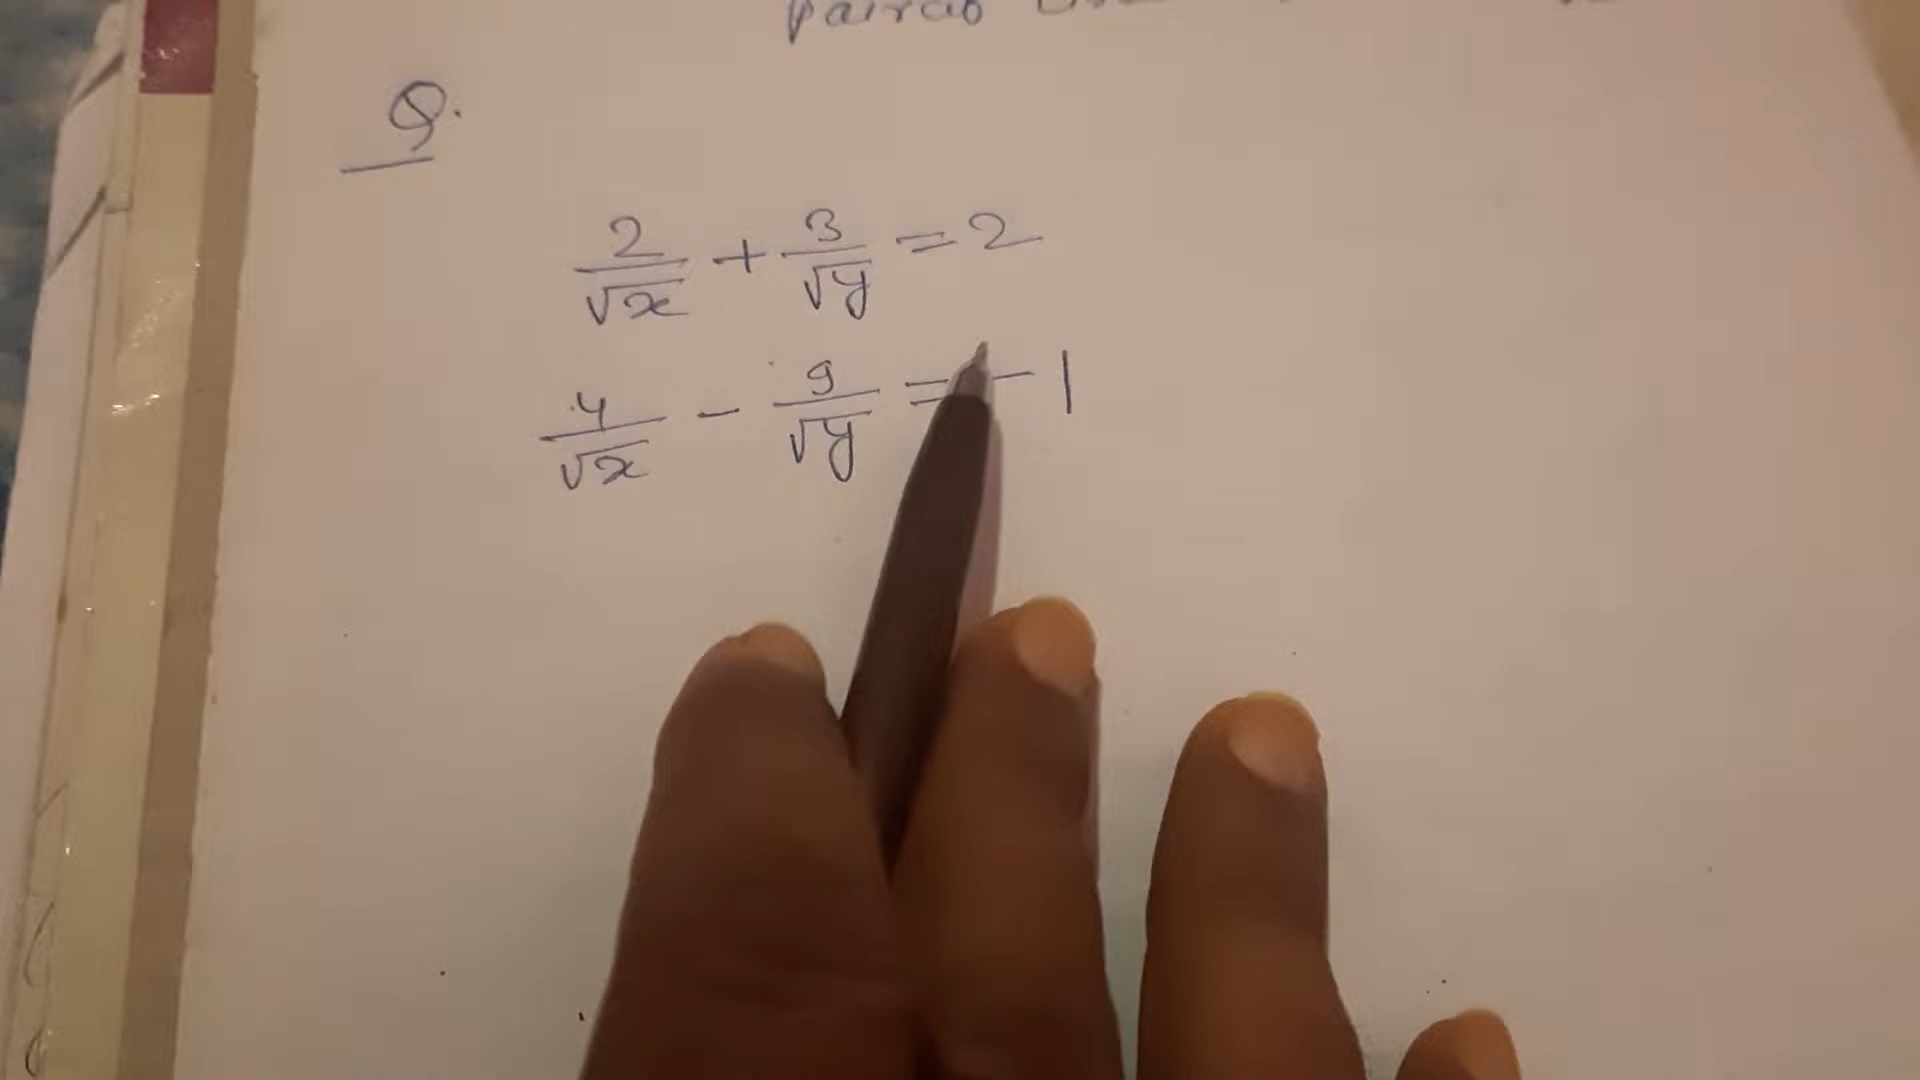 Q.
2/√x + 3/√y = 2
4/√x - 9/√y = -1